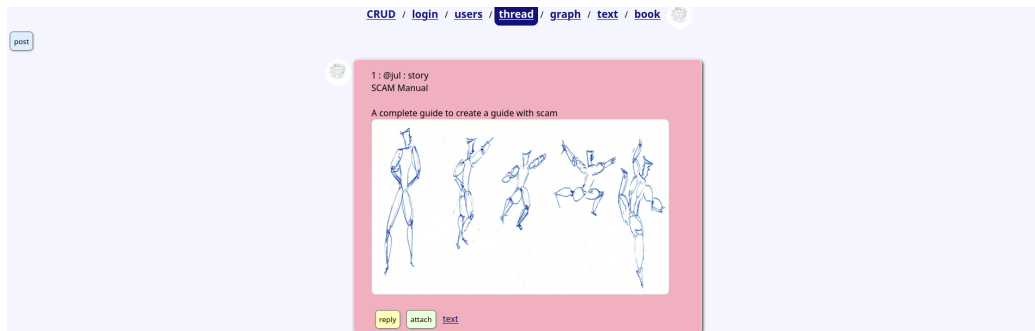 CRUD / login / users / thread / graph / text / book
post
1 : @jul : story
SCAM Manual
A complete guide to create a guide with scam
reply attach text